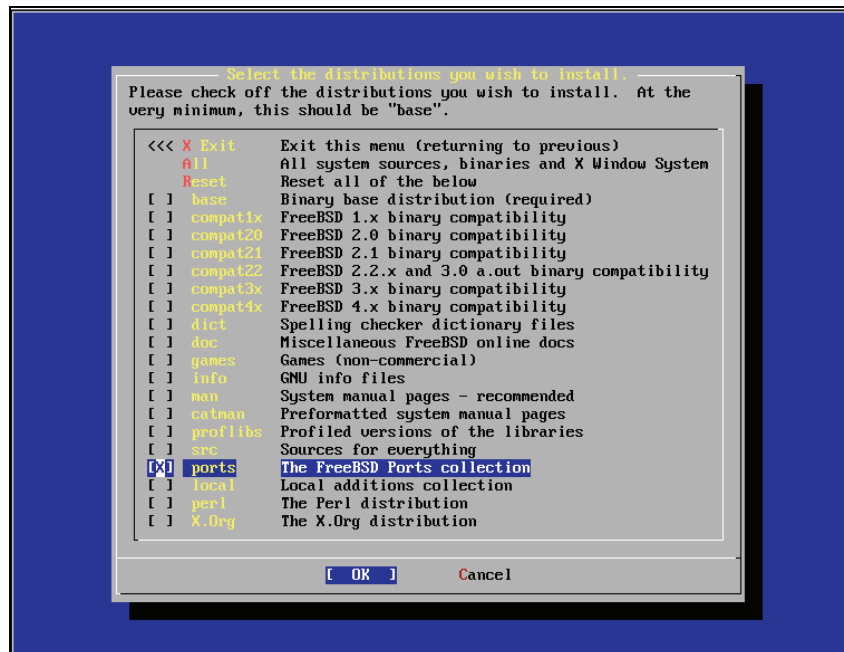 Select the distributions you wish to install.
Please check off the distributions you wish to install. At the
very minimum, this should be "base".
<<< X Exit Exit this menu (returning to previous)
All All system sources, binaries and X Window System
Reset Reset all of the below
[ ] base Binary base distribution (required)
[ ] compat1x FreeBSD 1.x binary compatibility
[ ] compat20 FreeBSD 2.0 binary compatibility
[ ] compat21 FreeBSD 2.1 binary compatibility
[ ] compat22 FreeBSD 2.2.x and 3.0 a.out binary compatibility
[ ] compat3x FreeBSD 3.x binary compatibility
[ ] compat4x FreeBSD 4.x binary compatibility
[ ] dict Spelling checker dictionary files
[ ] doc Miscellaneous FreeBSD online docs
[ ] games Games (non-commercial)
[ ] info GNU info files
[ ] man System manual pages - recommended
[ ] catman Preformatted system manual pages
[ ] proflibs Profiled versions of the libraries
[ ] src Sources for everything
[X] ports The FreeBSD Ports collection
[ ] local Local additions collection
[ ] perl The Perl distribution
[ ] X.Org The X.Org distribution
[ OK ] Cancel